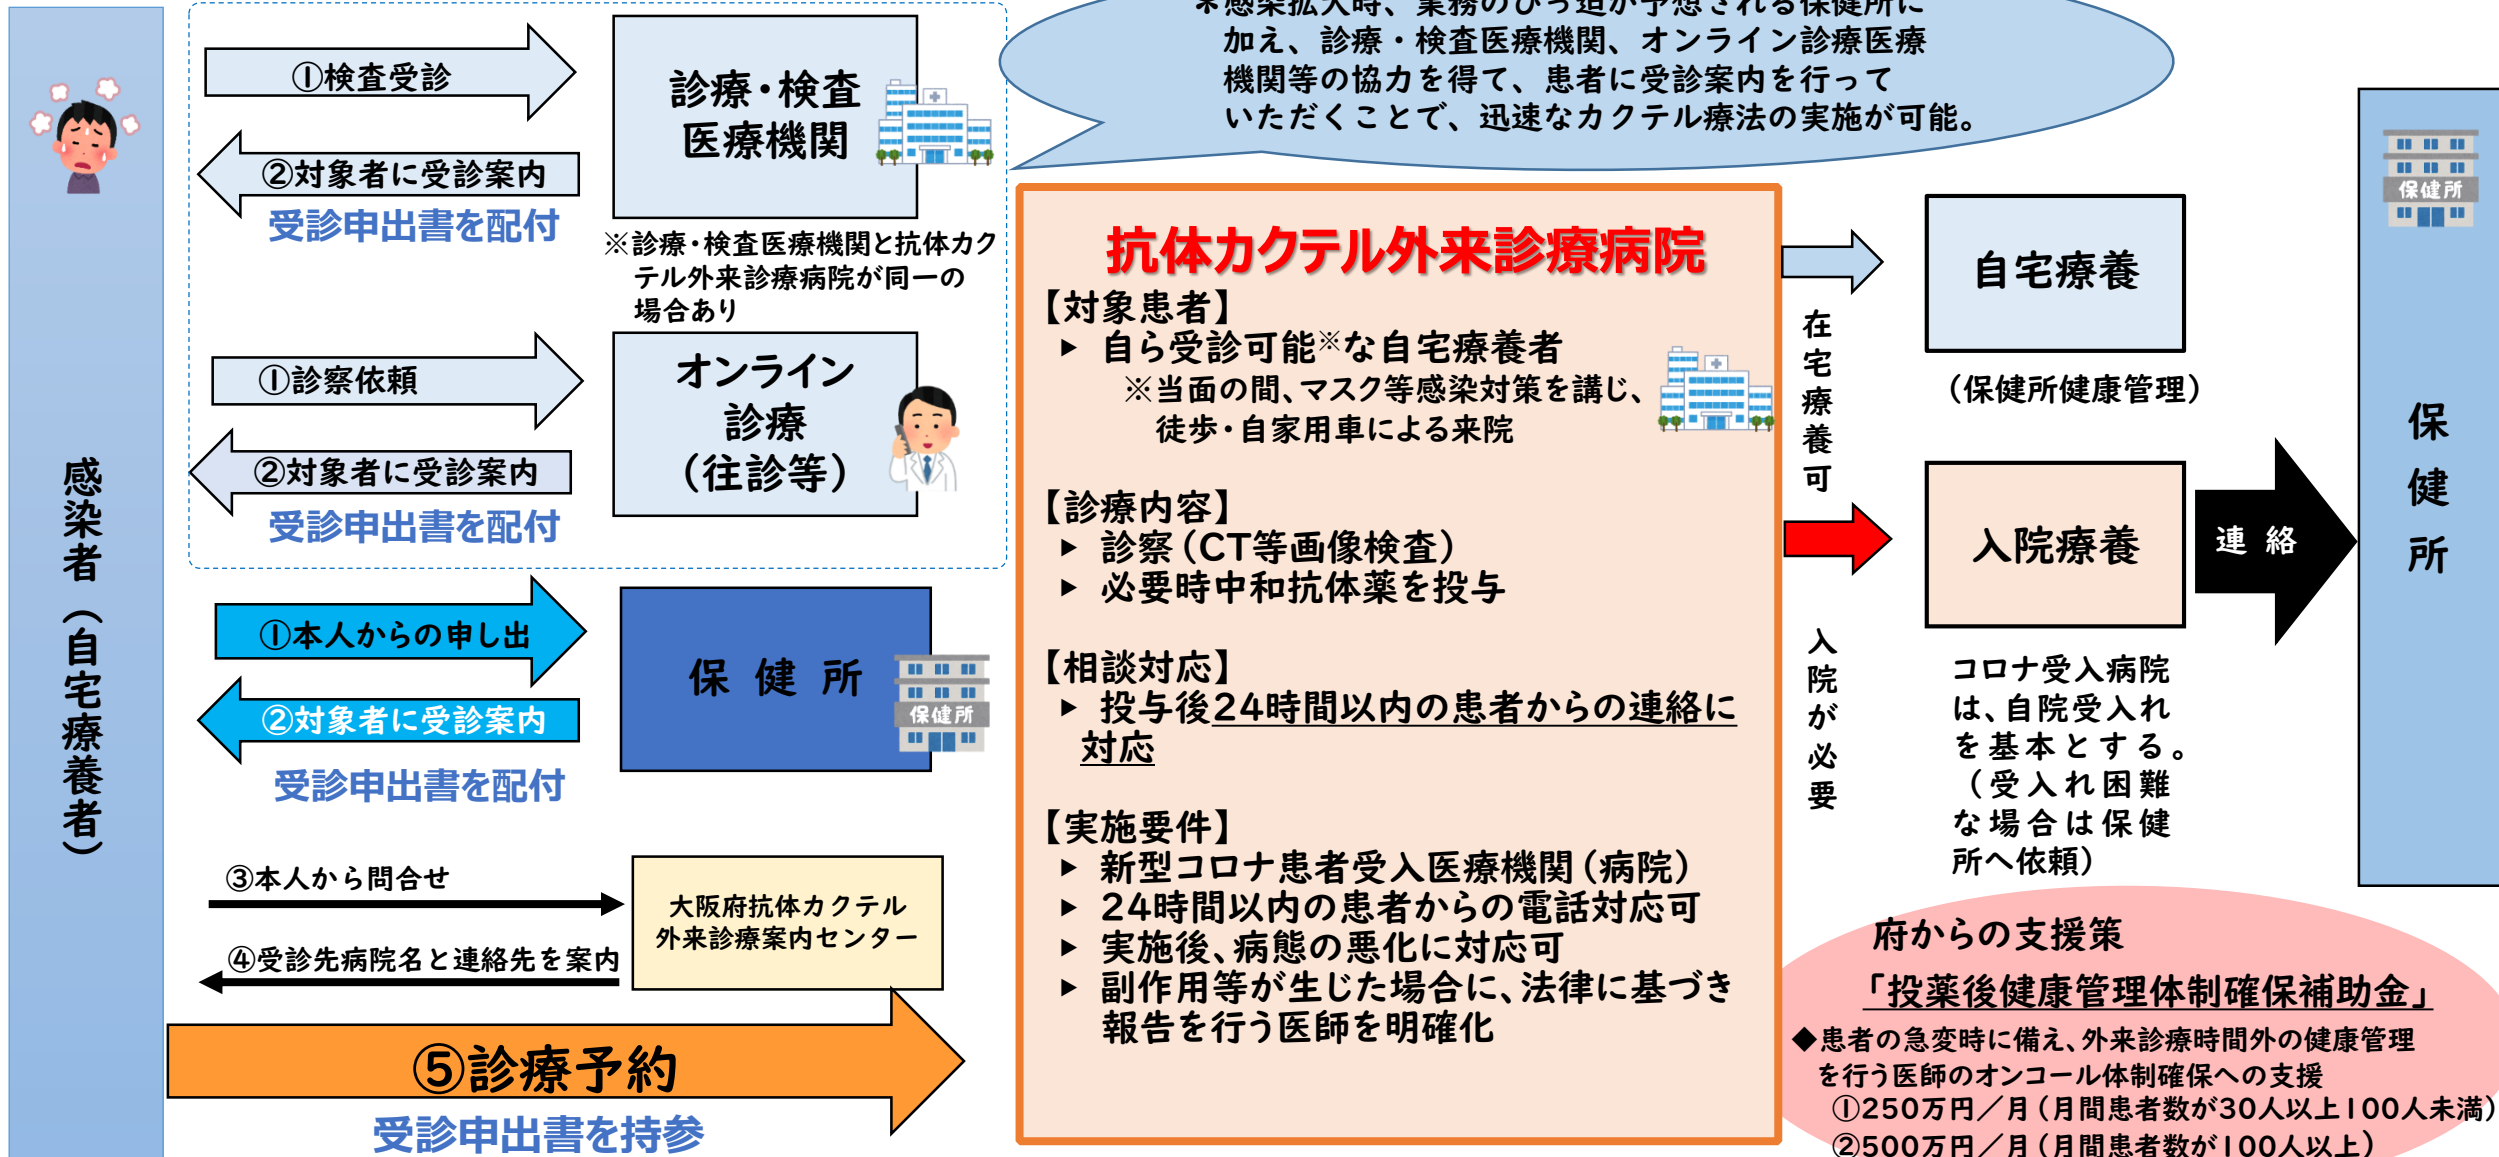 感染者（自宅療養者）
①検査受診
②対象者に受診案内
受診申出書を配付
診療・検査
医療機関
※診療・検査医療機関と抗体カク
テル外来診療病院が同一の
場合あり
①診察依頼
②対象者に受診案内
受診申出書を配付
オンライン
診療
（往診等）
①本人からの申し出
②対象者に受診案内
受診申出書を配付
保健所
保健所
③本人から問合せ
④受診先病院名と連絡先を案内
大阪府抗体カクテル
外来診療案内センター
⑤診療予約
受診申出書を持参
＊感染拡大時、業務のひっ迫が予想される保健所に
加え、診療・検査医療機関、オンライン診療医療
機関等の協力を得て、患者に受診案内を行って
いただくことで、迅速なカクテル療法の実施が可能。
抗体カクテル外来診療病院
【対象患者】
▶ 自ら受診可能※な自宅療養者
※当面の間、マスク等感染対策を講じ、
徒歩・自家用車による来院
【診療内容】
▶ 診察（CT等画像検査）
▶ 必要時中和抗体薬を投与
【相談対応】
▶ 投与後24時間以内の患者からの連絡に
対応
【実施要件】
▶ 新型コロナ患者受入医療機関（病院）
▶ 24時間以内の患者からの電話対応可
▶ 実施後、病態の悪化に対応可
▶ 副作用等が生じた場合に、法律に基づき
報告を行う医師を明確化
在宅療養可
入院が必要
自宅療養
（保健所健康管理）
入院療養
連絡
コロナ受入病院
は、自院受入れ
を基本とする。
（受入れ困難
な場合は保健
所へ依頼）
保健所
保健所
府からの支援策
「投薬後健康管理体制確保補助金」
◆患者の急変時に備え、外来診療時間外の健康管理
を行う医師のオンコール体制確保への支援
①250万円／月（月間患者数が30人以上100人未満）
②500万円／月（月間患者数が100人以上）